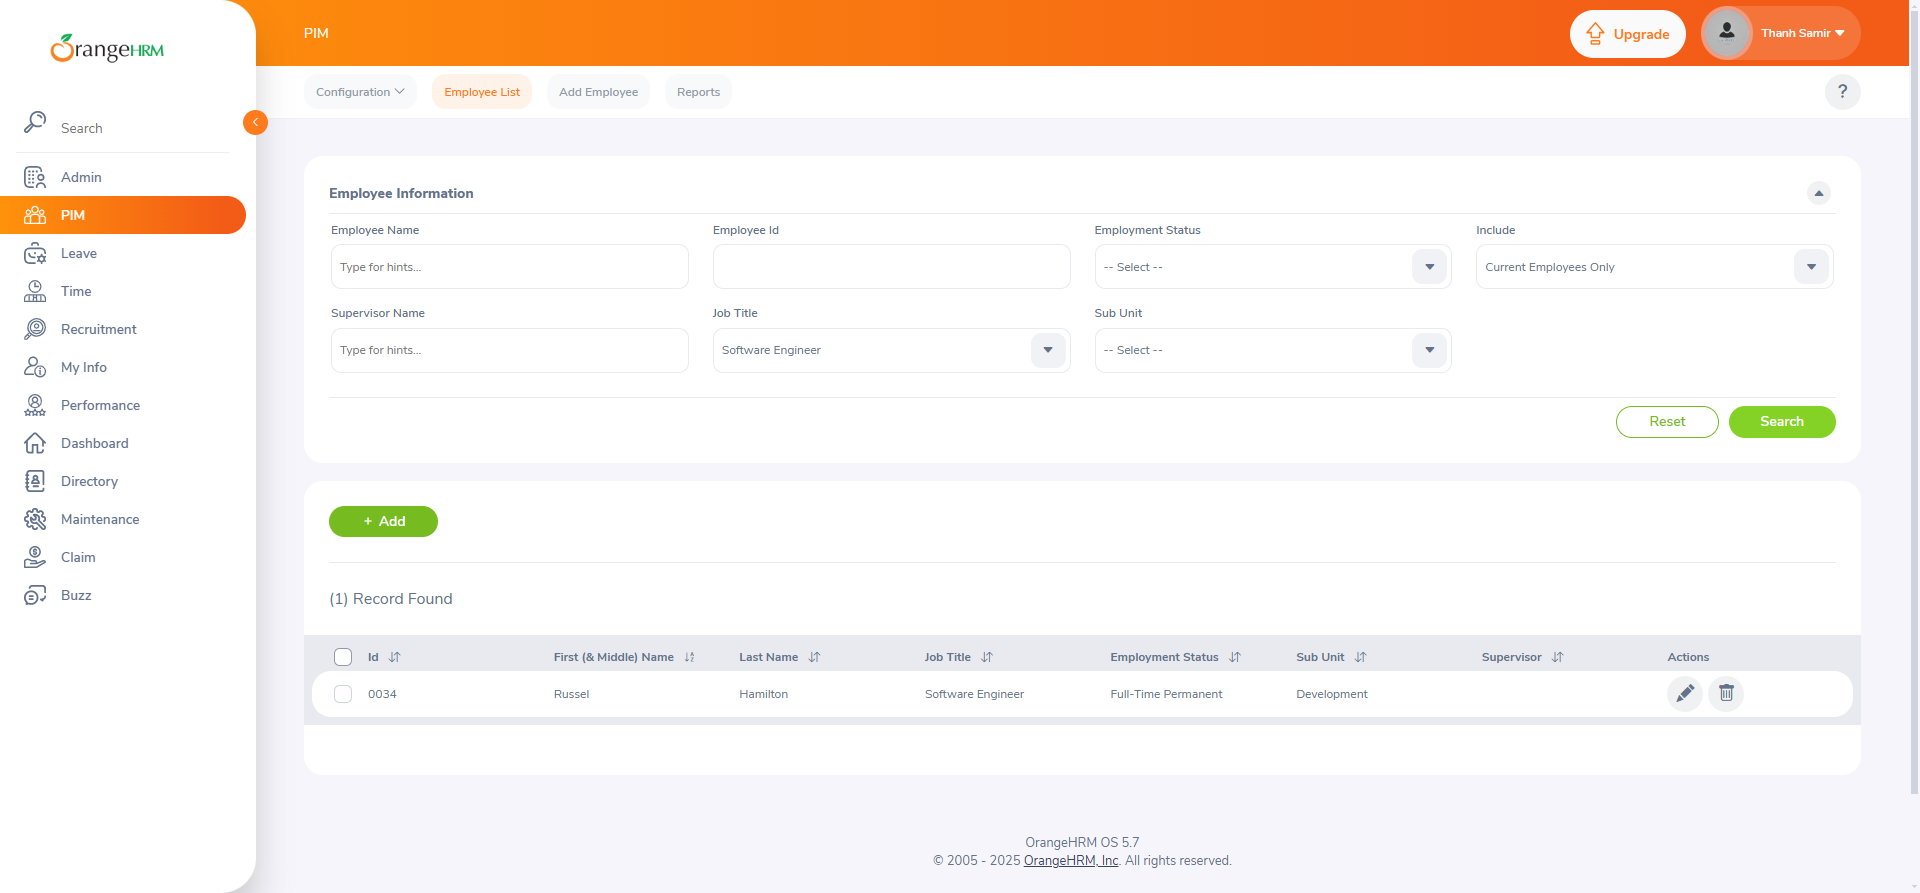 OrangeHRM
Search
Admin
PIM
Leave
Time
Recruitment
My Info
Performance
Dashboard
Directory
Maintenance
Claim
Buzz
PIM
Upgrade
Thanh Samir
Configuration
Employee List
Add Employee
Reports
?
Employee Information
Employee Name
Employee Id
Employment Status
Include
Type for hints...
-- Select --
Current Employees Only
Supervisor Name
Job Title
Sub Unit
Type for hints...
Software Engineer
-- Select --
Reset
Search
+ Add
(1) Record Found
Id
First (& Middle) Name
Last Name
Job Title
Employment Status
Sub Unit
Supervisor
Actions
0034
Russel
Hamilton
Software Engineer
Full-Time Permanent
Development
OrangeHRM OS 5.7
© 2005 - 2025 OrangeHRM, Inc. All rights reserved.